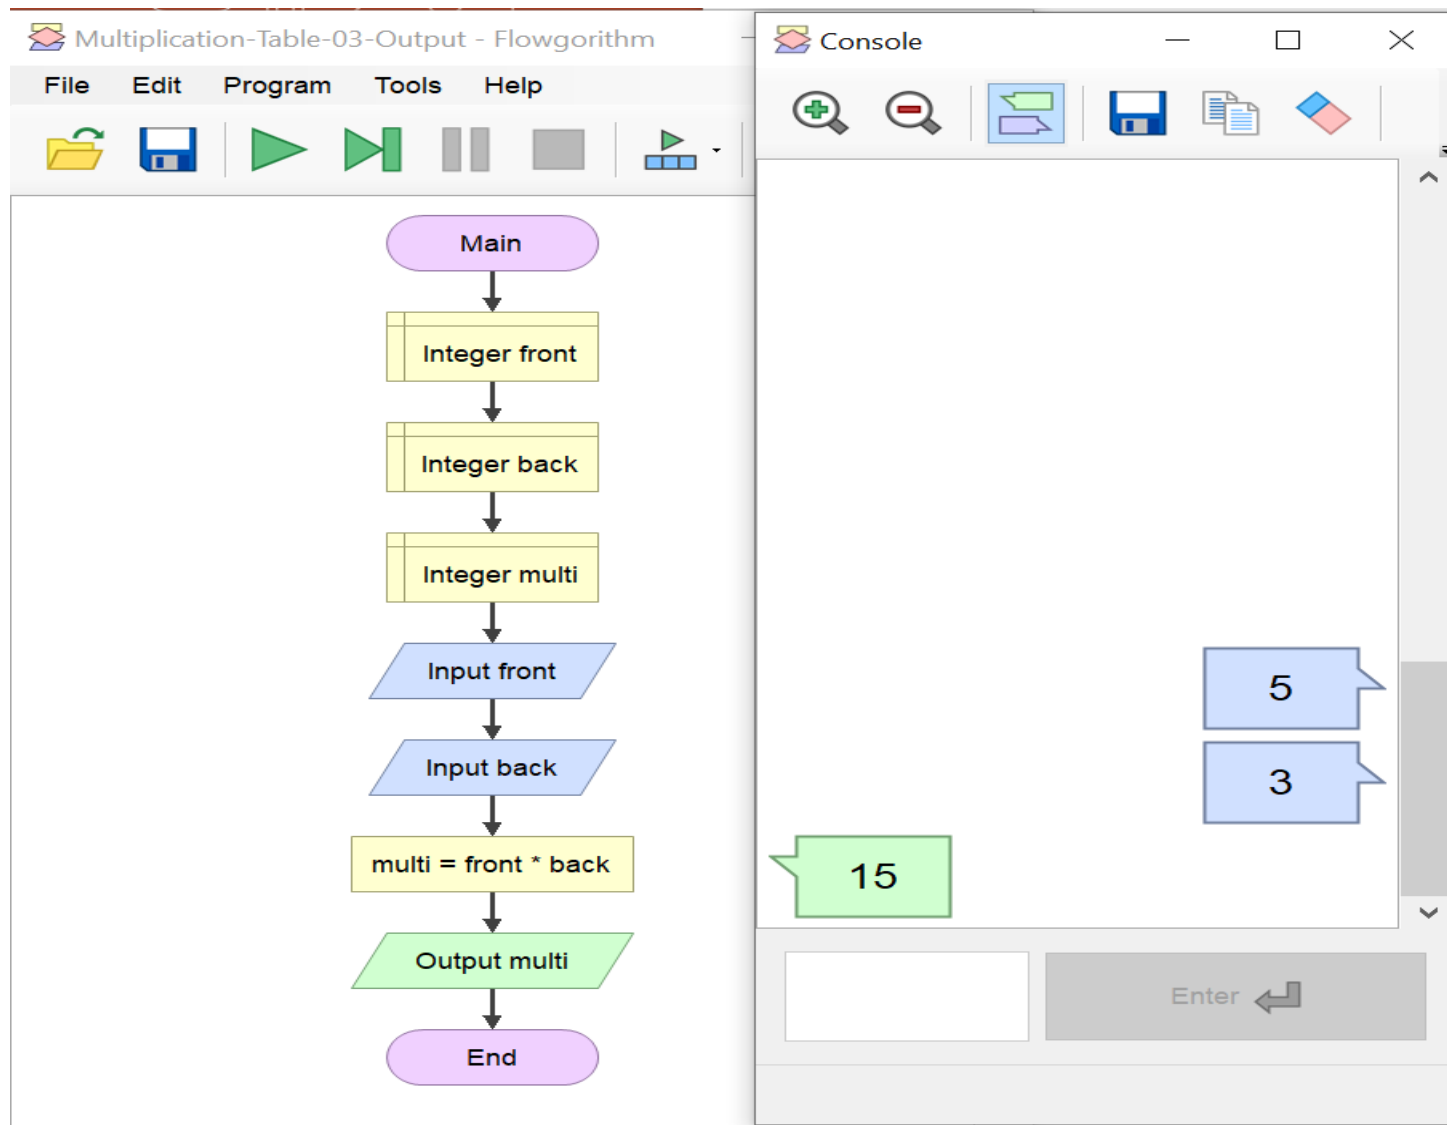 Multiplication-Table-03-Output - Flowgorithm
File Edit Program Tools Help
Main
Integer front
Integer back
Integer multi
Input front
Input back
multi = front * back
Output multi
End
Console
5
3
15
Enter